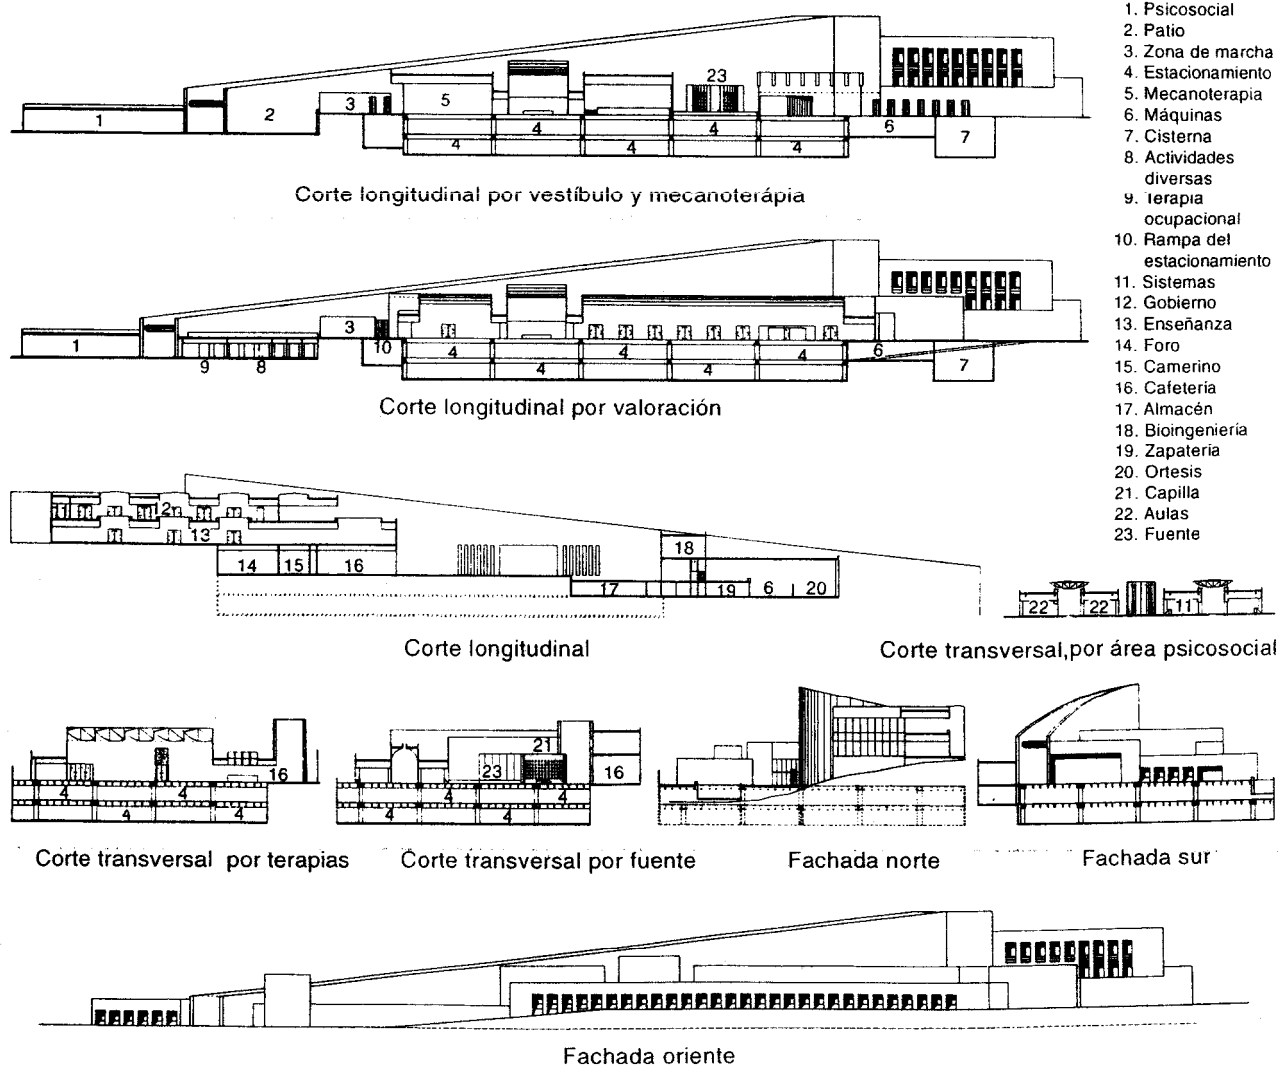 1. Psicosocial
2. Patio
3. Zona de marcha
4. Estacionamiento
5. Mecanoterapia
6. Máquinas
7. Cisterna
8. Actividades
diversas
9. Terapia
ocupacional
10. Rampa del
estacionamiento
11. Sistemas
12. Gobierno
13. Enseñanza
14. Foro
15. Camerino
16. Cafetería
17. Almacén
18. Bioingeniería
19. Zapatería
20. Ortesis
21. Capilla
22. Aulas
23. Fuente
23
1 2 3 5 4 4 6 7
4 4 4
Corte longitudinal por vestíbulo y mecanoterápia
1 3 10 4 4 4 6 7
9 8 4 4
Corte longitudinal por valoración
12
13
14 15 16 18
17 19 6 20
Corte longitudinal
22 22 11
Corte transversal,por área psicosocial
16
4 4
4 4
Corte transversal por terapias
21
23 16
4 4
4 4
Corte transversal por fuente
Fachada norte
Fachada sur
Fachada oriente